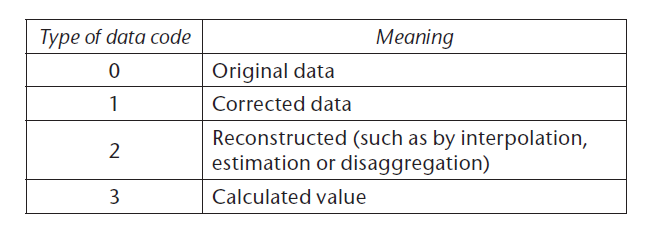 Type of data code Meaning
0 Original data
1 Corrected data
2 Reconstructed (such as by interpolation,
estimation or disaggregation)
3 Calculated value